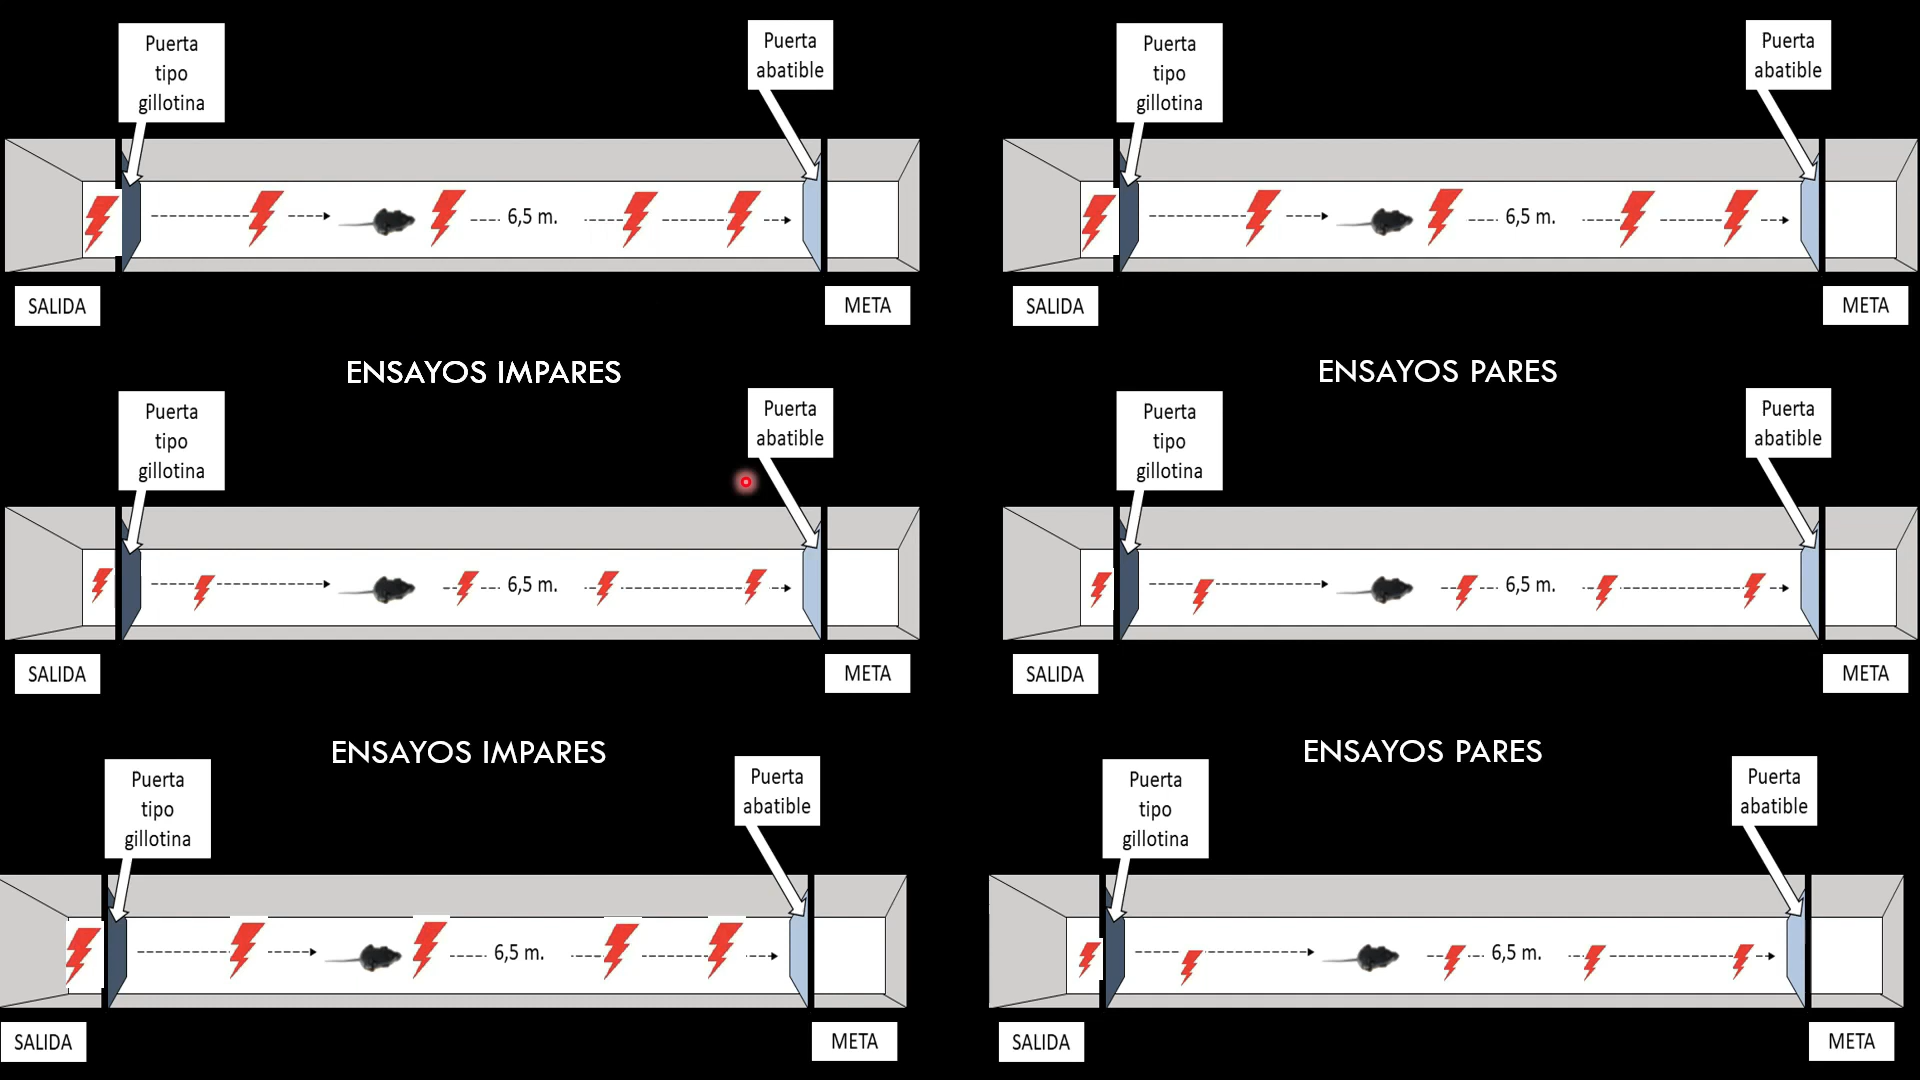 Puerta
tipo
gillotina
Puerta
abatible
Puerta
tipo
gillotina
Puerta
abatible
6,5 m.
6,5 m.
SALIDA
META
SALIDA
META
ENSAYOS IMPARES
ENSAYOS PARES
Puerta
tipo
gillotina
Puerta
abatible
Puerta
tipo
gillotina
Puerta
abatible
6,5 m.
6,5 m.
SALIDA
META
SALIDA
META
ENSAYOS IMPARES
ENSAYOS PARES
Puerta
tipo
gillotina
Puerta
abatible
Puerta
tipo
gillotina
Puerta
abatible
6,5 m.
6,5 m.
SALIDA
META
SALIDA
META